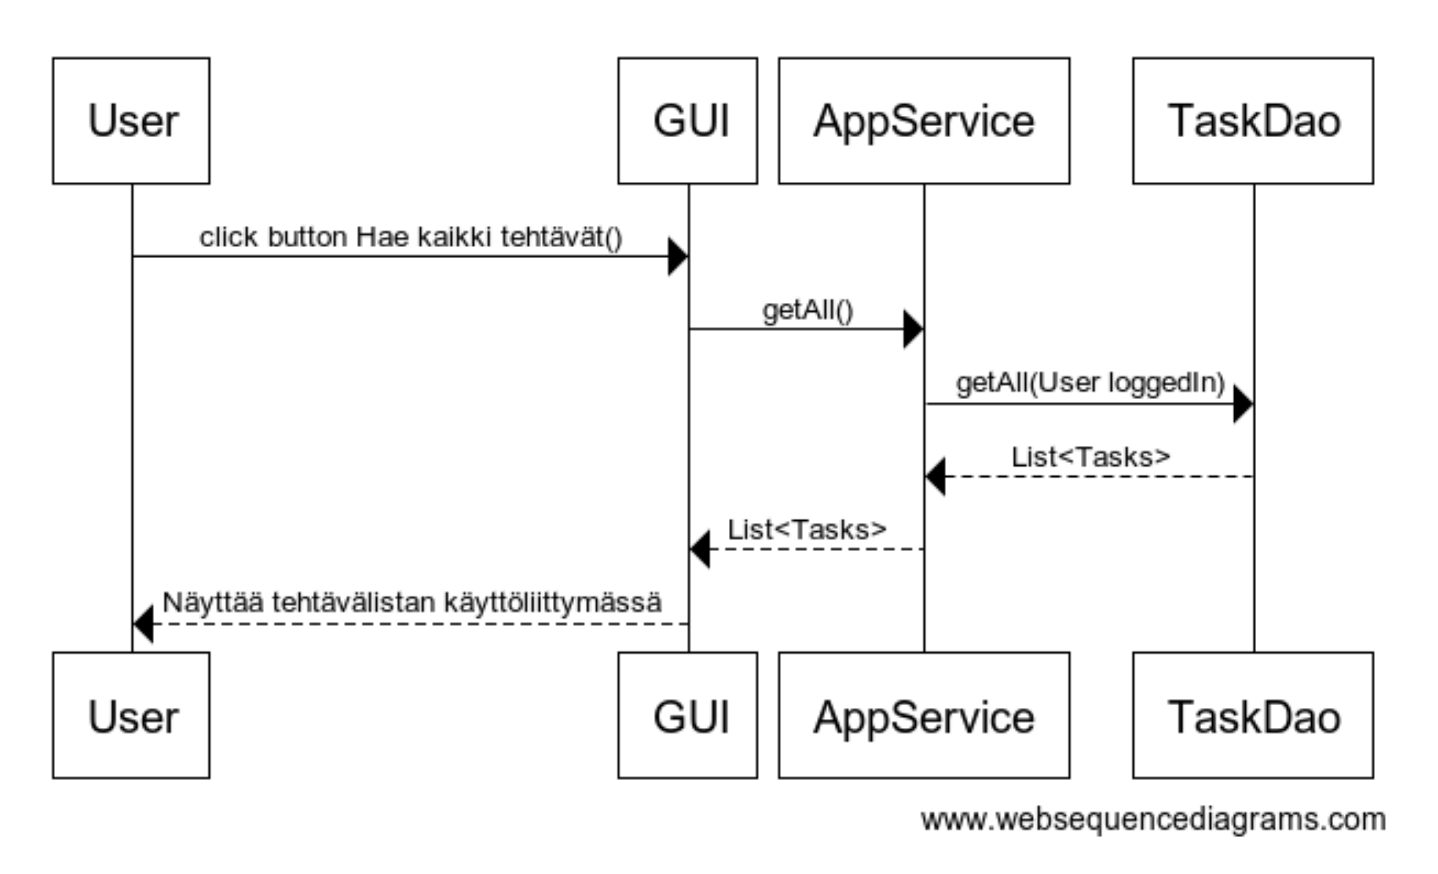 User
GUI
AppService
TaskDao
click button Hae kaikki tehtävät()
getAll()
getAll(User loggedIn)
List<Tasks>
List<Tasks>
Näyttää tehtävälistan käyttöliittymässä
User
GUI
AppService
TaskDao
www.websequencediagrams.com